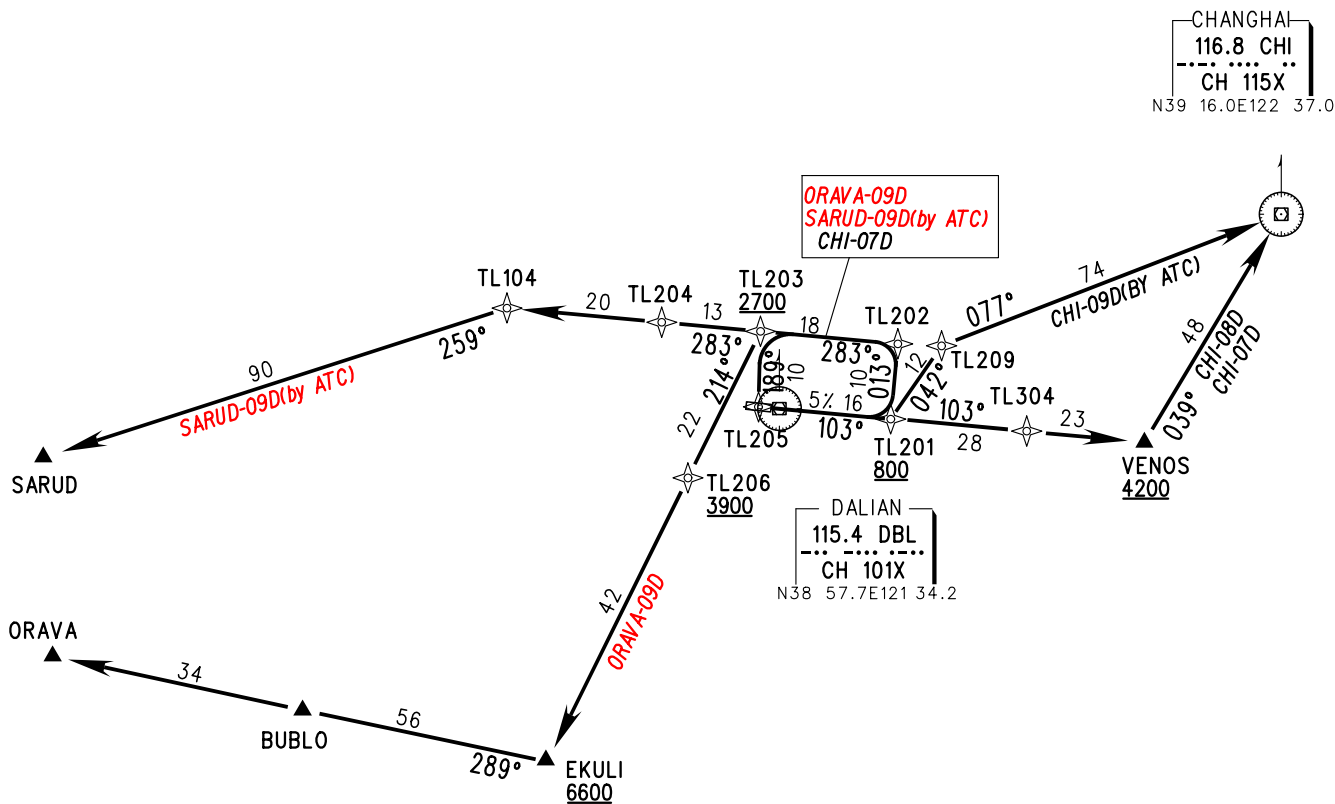 CHANGHAI
116.8 CHI
CH 115X
N39 16.0E122 37.0
ORAVA-09D
SARUD-09D(by ATC)
CHI-07D
TL104
20
TL204
13
TL203
2700
18
TL202
283°
283°
259°
90
SARUD-09D(by ATC)
SARUD
077°
74
CHI-09D(BY ATC)
TL209
48
CHI-08D
CHI-07D
039°
214°
189°
10
10
013°
12
042°
5% 16
103°
TL205
TL201
800
103°
28
TL304
23
VENOS
4200
22
TL206
3900
DALIAN
115.4 DBL
CH 101X
N38 57.7E121 34.2
42
ORAVA-09D
ORAVA
34
BUBLO
56
289°
EKULI
6600